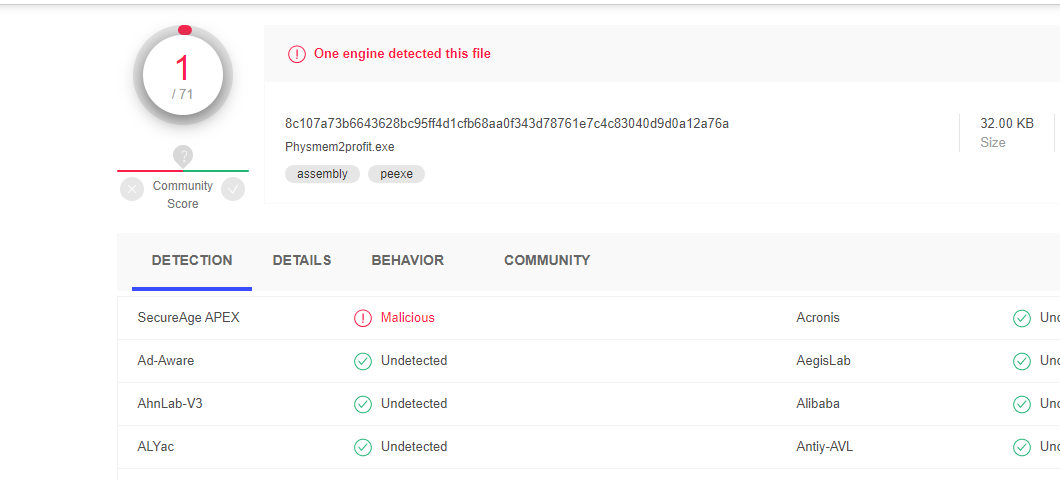 1
/ 71
One engine detected this file
8c107a73b6643628bc95ff4d1cfb68aa0f343d78761e7c4c83040d9d0a12a76a
Physmem2profit.exe
assembly peexe
32.00 KB
Size
?
Community
Score
DETECTION DETAILS BEHAVIOR COMMUNITY
SecureAge APEX Malicious Acronis Unc
Ad-Aware Undetected AegisLab Unc
AhnLab-V3 Undetected Alibaba Unc
ALYac Undetected Antiy-AVL Unc